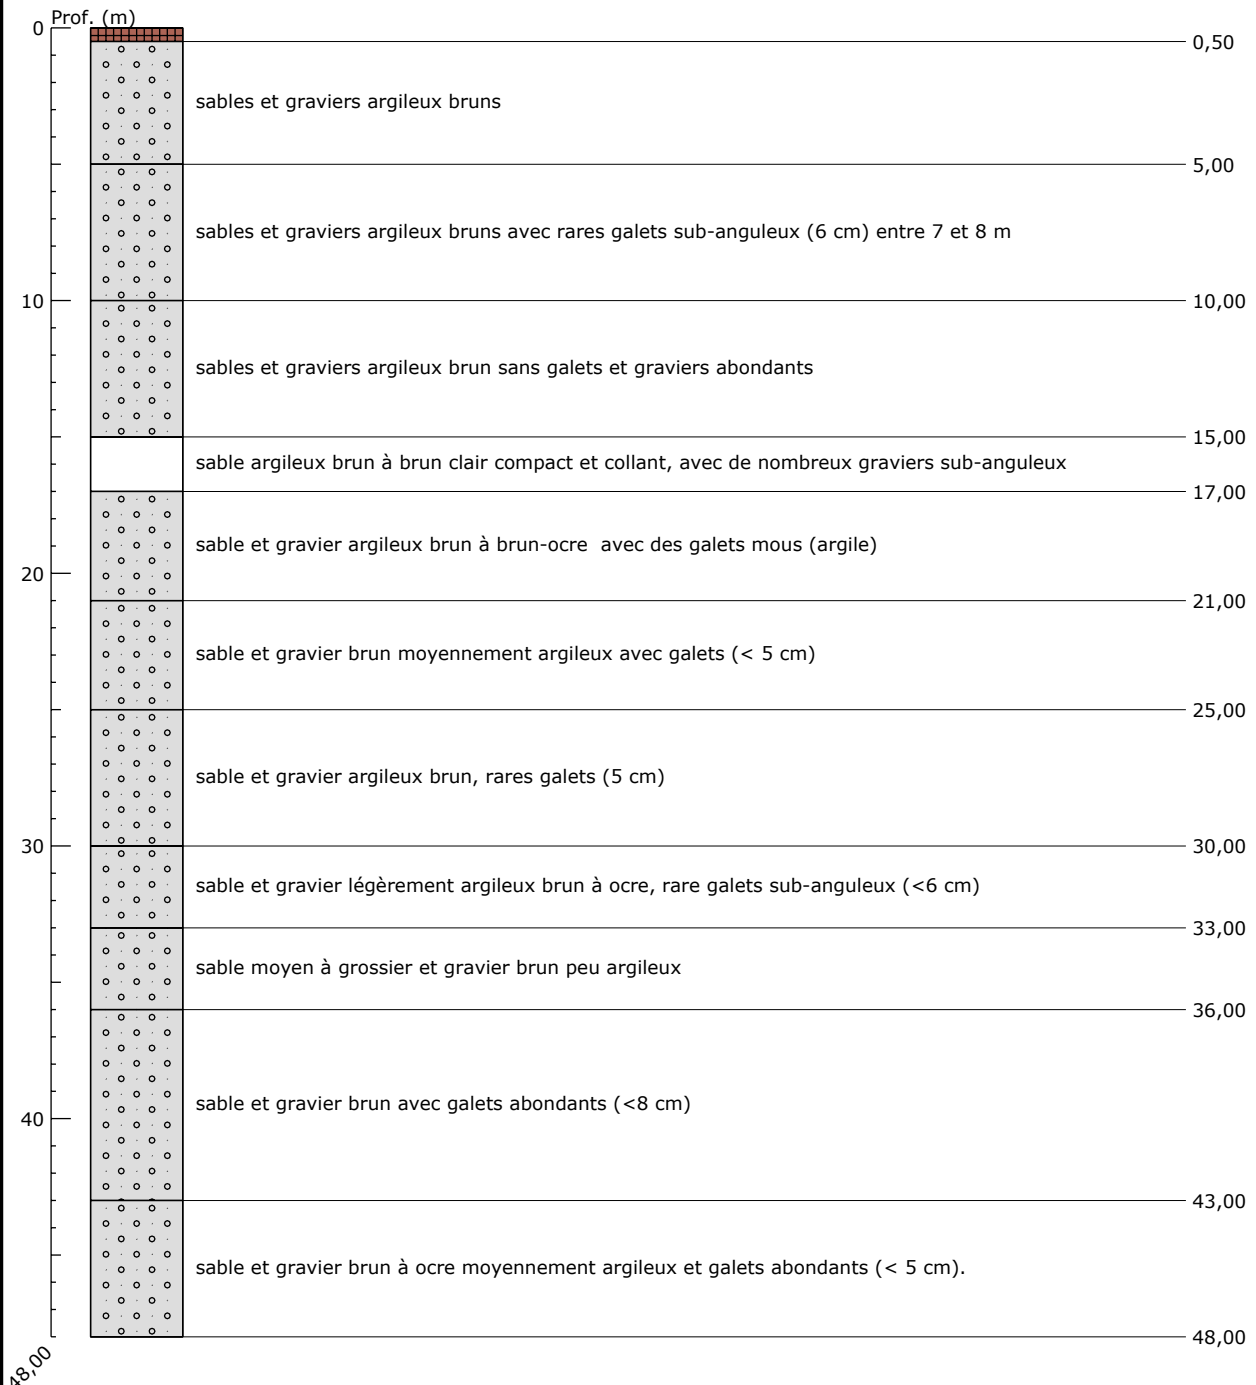 Prof. (m)
0
0,50
sables et graviers argileux bruns
5,00
sables et graviers argileux bruns avec rares galets sub-anguleux (6 cm) entre 7 et 8 m
10
10,00
sables et graviers argileux brun sans galets et graviers abondants
15,00
sable argileux brun à brun clair compact et collant, avec de nombreux graviers sub-anguleux
17,00
sable et gravier argileux brun à brun-ocre  avec des galets mous (argile)
20
21,00
sable et gravier brun moyennement argileux avec galets (< 5 cm)
25,00
sable et gravier argileux brun, rares galets (5 cm)
30
30,00
sable et gravier légèrement argileux brun à ocre, rare galets sub-anguleux (<6 cm)
33,00
sable moyen à grossier et gravier brun peu argileux
36,00
sable et gravier brun avec galets abondants (<8 cm)
40
43,00
sable et gravier brun à ocre moyennement argileux et galets abondants (< 5 cm).
48,00
48,00